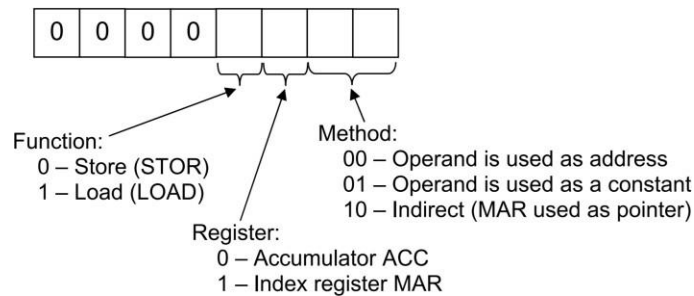 0 0 0 0
Function:
0 – Store (STOR)
1 – Load (LOAD)
Method:
00 – Operand is used as address
01 – Operand is used as a constant
10 – Indirect (MAR used as pointer)
Register:
0 – Accumulator ACC
1 – Index register MAR